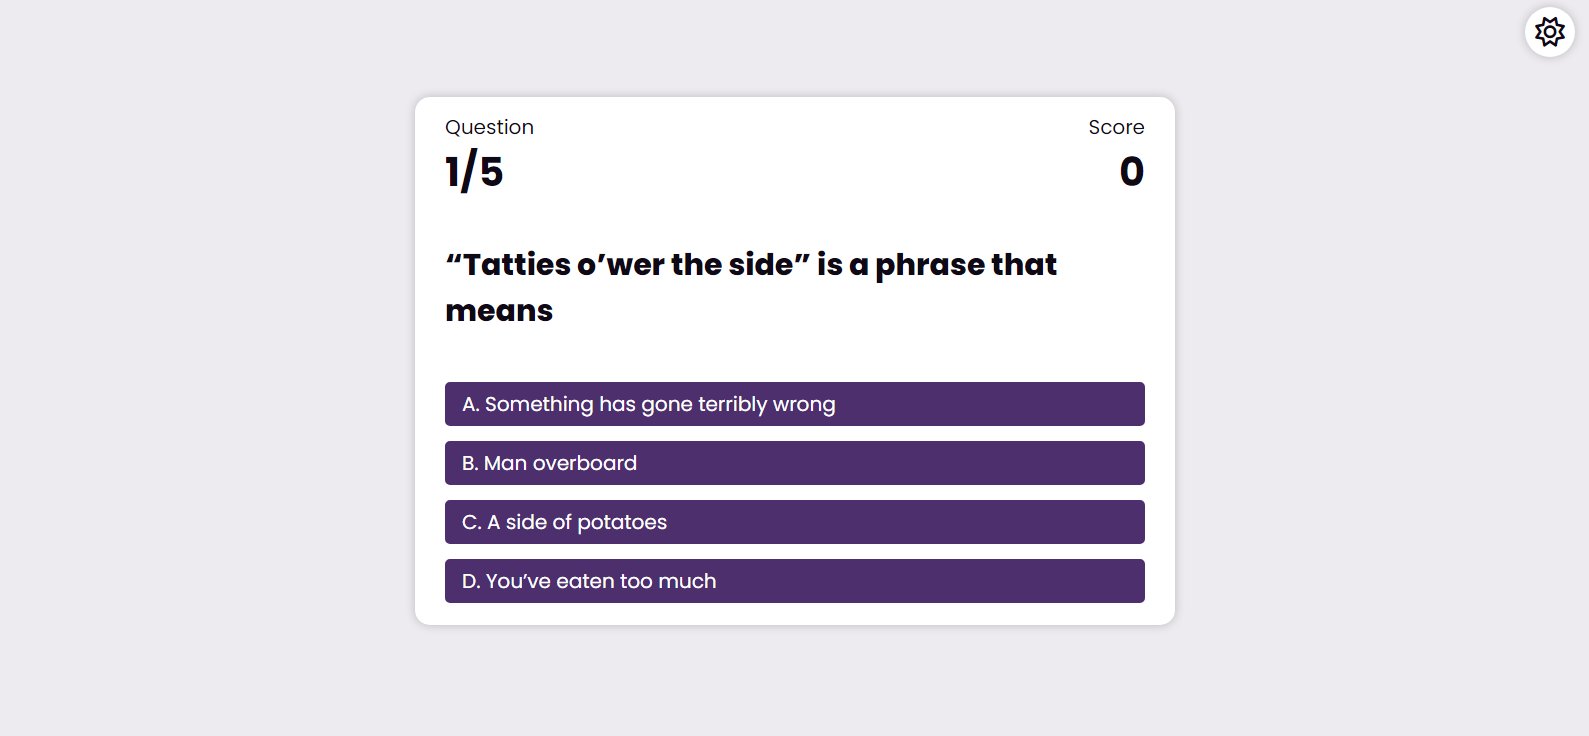 Question
Score
1/5
0
“Tatties o’wer the side” is a phrase that
means
A. Something has gone terribly wrong
B. Man overboard
C. A side of potatoes
D. You’ve eaten too much